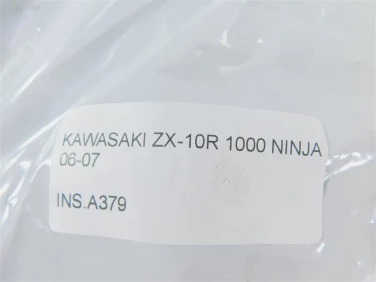 KAWASAKI ZX-10R 1000 NINJA
06-07
INS.A379